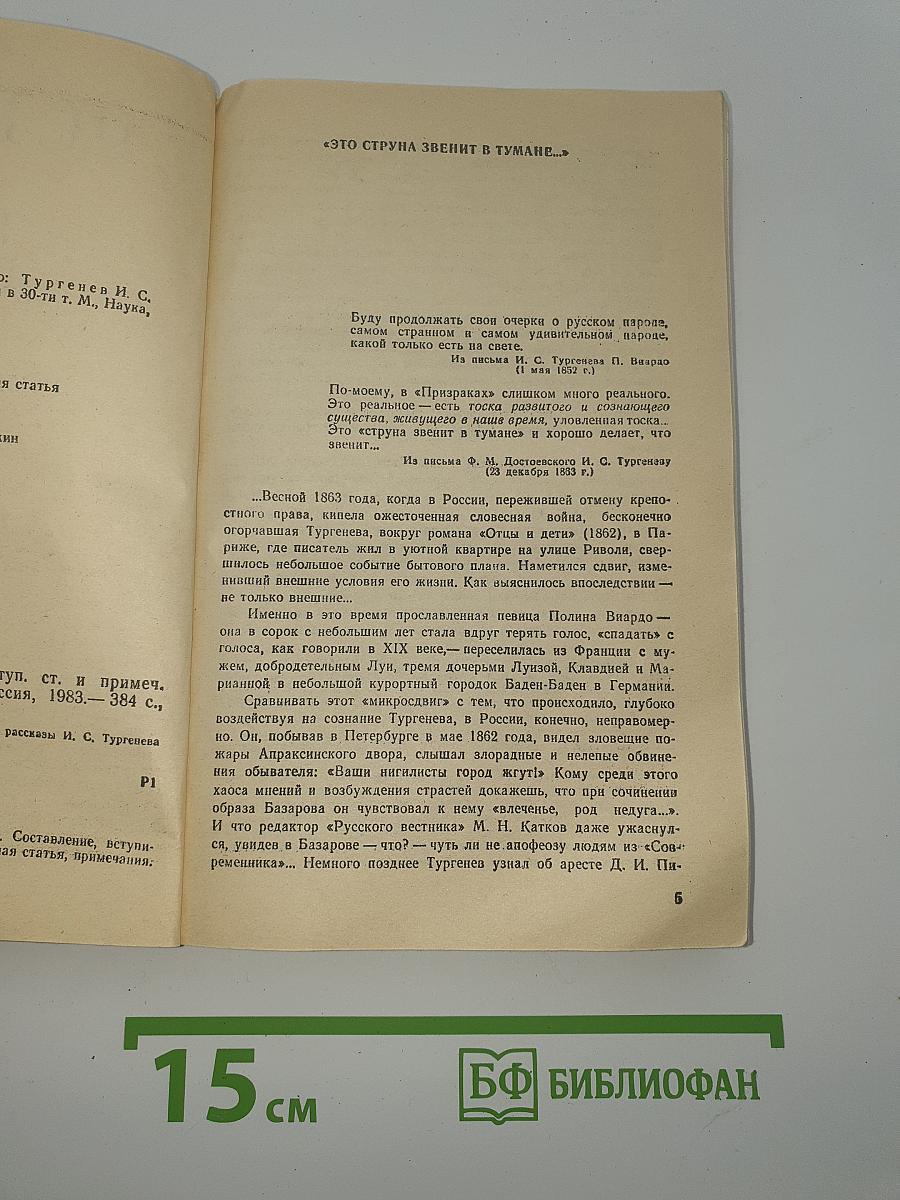 о: Тургенев И. С.
в 30-ти т. М., Наука,
я статья
кин
туп. ст. и примеч.
ссия, 1983.— 384 с.,
рассказы И. С. Тургенева
Р1
. Составление, вступи-
ная статья, примечания.
«ЭТО СТРУНА ЗВЕНИТ В ТУМАНЕ...»
Буду продолжать свои очерки о русском народе,
самом странном и самом удивительном народе,
какой только есть на свете.
Из письма И. С. Тургенева П. Виардо
(1 мая 1852 г.)
По-моему, в «Призраках» слишком много реального.
Это реальное — есть тоска развитого и сознающего
существа, живущего в наше время, уловленная тоска...
Это «струна звенит в тумане» и хорошо делает, что
звенит...
Из письма Ф. М. Достоевского И. С. Тургеневу
(23 декабря 1863 г.)
...Весной 1863 года, когда в России, пережившей отмену крепо-
стного права, кипела ожесточенная словесная война, бесконечно
огорчавшая Тургенева, вокруг романа «Отцы и дети» (1862), в Па-
риже, где писатель жил в уютной квартире на улице Риволи, свер-
шилось небольшое событие бытового плана. Наметился сдвиг, изме-
нивший внешние условия его жизни. Как выяснилось впоследствии —
не только внешние...
Именно в это время прославленная певица Полина Виардо —
она в сорок с небольшим лет стала вдруг терять голос, «спадать» с
голоса, как говорили в XIX веке,— переселилась из Франции с му-
жем, добродетельным Луи, тремя дочерьми Луизой, Клавдией и Ма-
рианной в небольшой курортный городок Баден-Баден в Германии.
Сравнивать этот «микросдвиг» с тем, что происходило, глубоко
воздействуя на сознание Тургенева, в России, конечно, неправомер-
но. Он, побывав в Петербурге в мае 1862 года, видел зловещие по-
жары Апраксинского двора, слышал злорадные и нелепые обвине-
ния обывателя: «Ваши нигилисты город жгут!» Кому среди этого
хаоса мнений и возбуждения страстей докажешь, что при сочинении
образа Базарова он чувствовал к нему «влеченье, род недуга...».
И что редактор «Русского вестника» М. Н. Катков даже ужаснул-
ся, увидев в Базарове — что? — чуть ли не апофеозу людям из «Сов-
ременника»... Немного позднее Тургенев узнал об аресте Д. И. Пи-
5
15 см
БФ БИБЛИОФАН